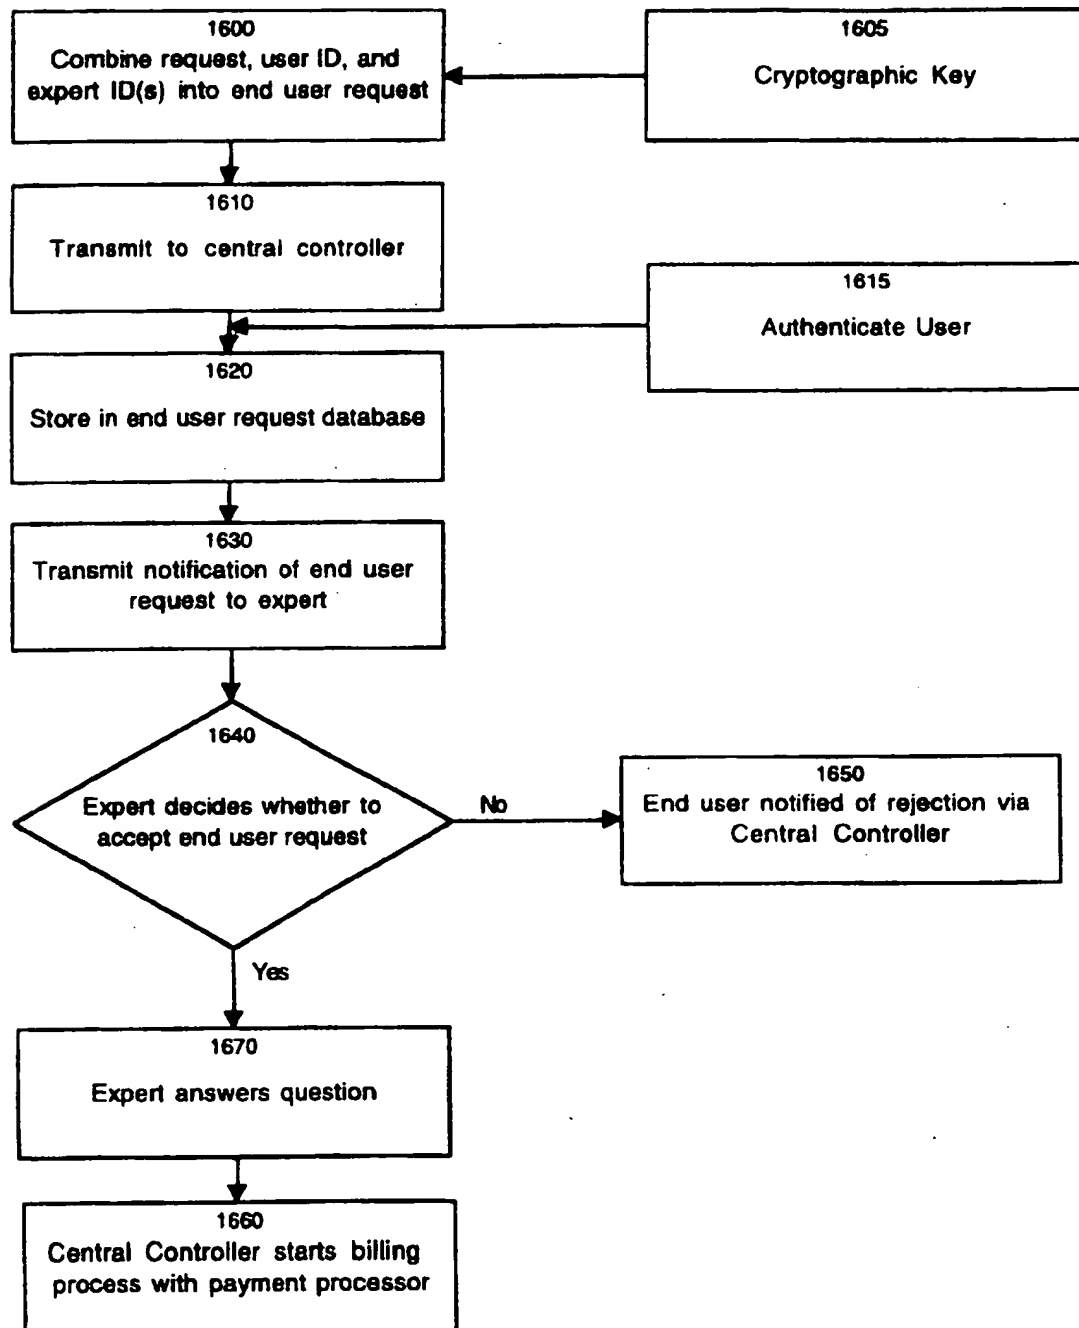 1600
Combine request, user ID, and
expert ID(s) into end user request
1605
Cryptographic Key
1610
Transmit to central controller
1615
Authenticate User
1620
Store in end user request database
1630
Transmit notification of end user
request to expert
1640
Expert decides whether to
accept end user request
No
1650
End user notified of rejection via
Central Controller
Yes
1670
Expert answers question
1660
Central Controller starts billing
process with payment processor